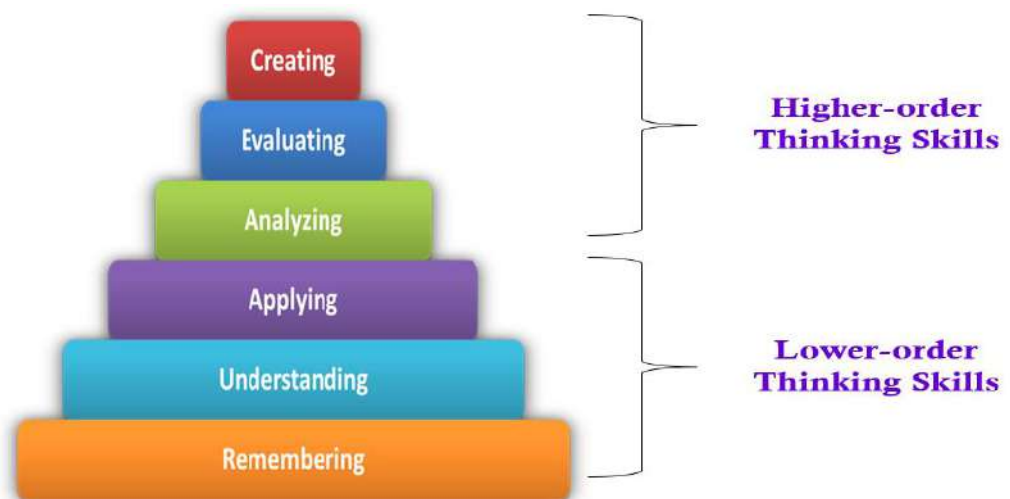 Creating
Evaluating
Analyzing
Applying
Understanding
Remembering
Higher-order
Thinking Skills
Lower-order
Thinking Skills